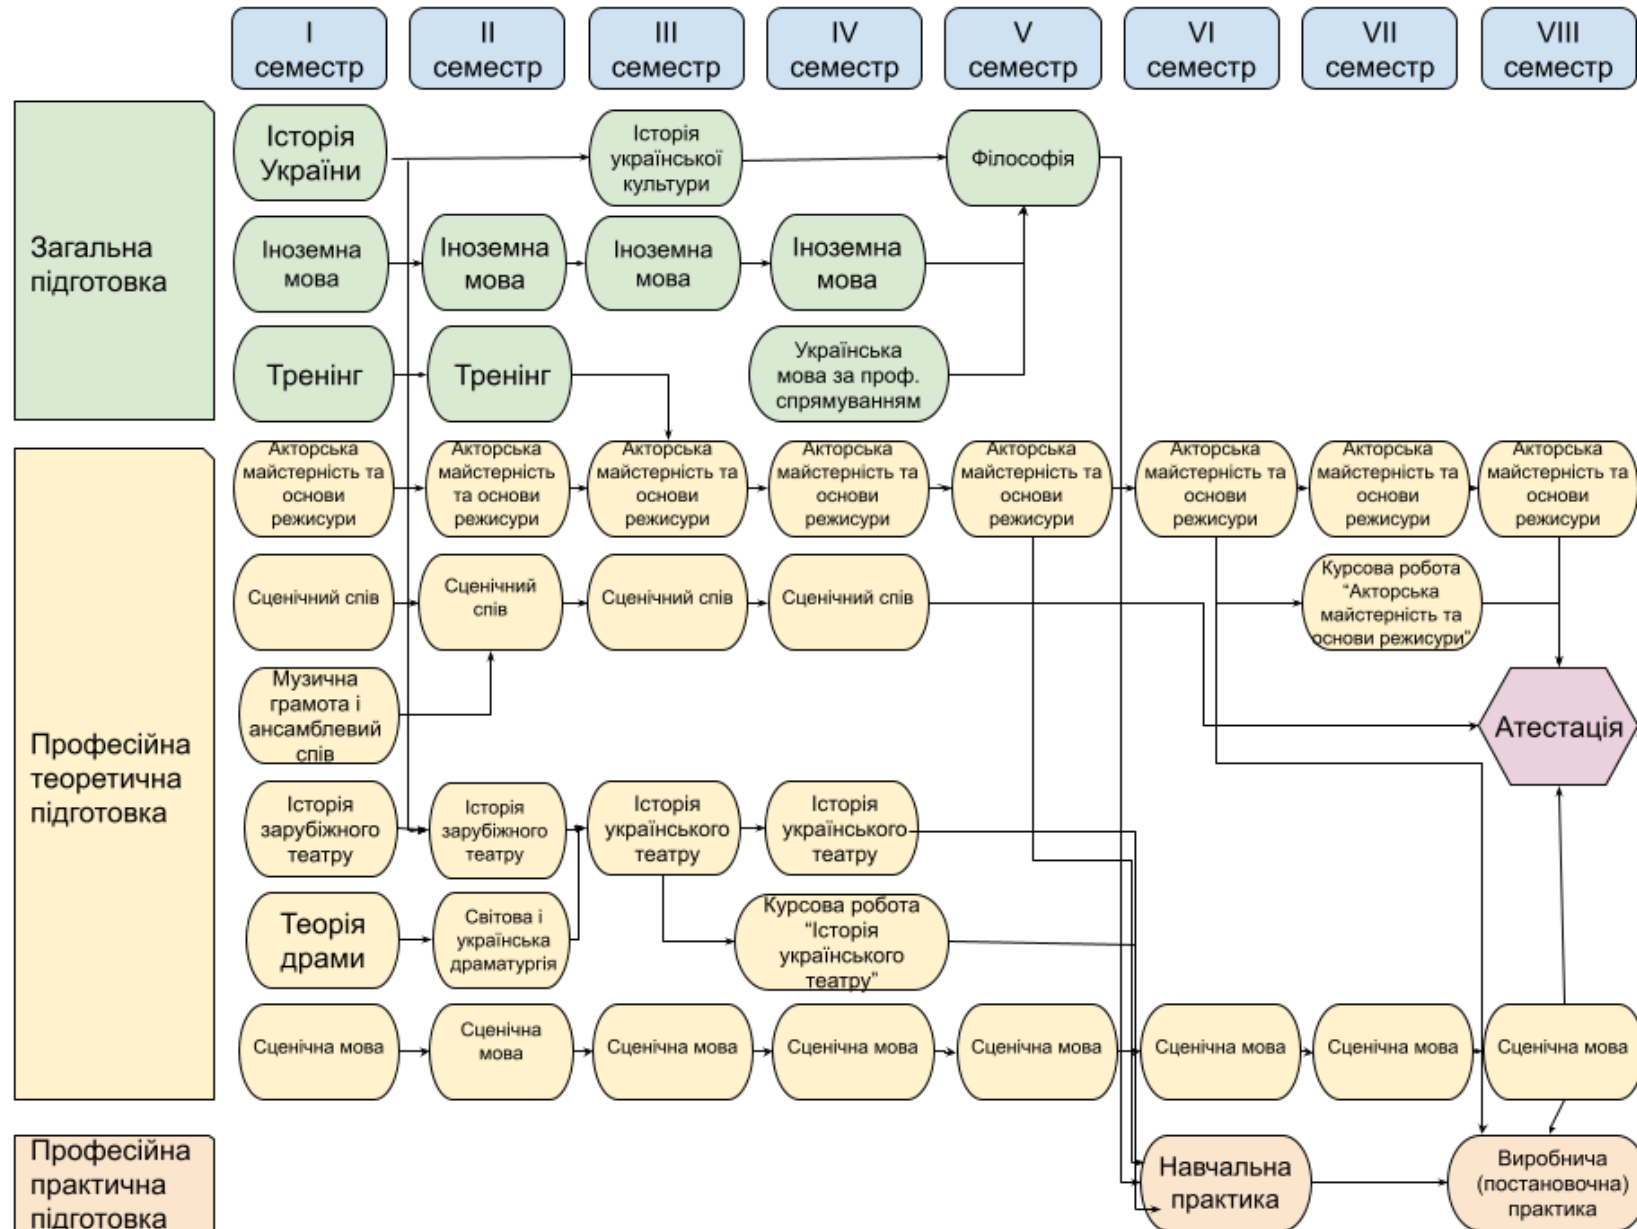 I
семестр
II
семестр
III
семестр
IV
семестр
V
семестр
VI
семестр
VII
семестр
VIII
семестр
Загальна
підготовка
Історія
України
Історія
української
культури
Філософія
Іноземна
мова
Іноземна
мова
Іноземна
мова
Іноземна
мова
Тренінг
Тренінг
Українська
мова за проф.
спрямуванням
Професійна
теоретична
підготовка
Акторська
майстерність та
основи
режисури
Акторська
майстерність
та основи
режисури
Акторська
майстерність та
основи
режисури
Акторська
майстерність та
основи
режисури
Акторська
майстерність та
основи
режисури
Акторська
майстерність та
основи
режисури
Акторська
майстерність та
основи
режисури
Акторська
майстерність та
основи
режисури
Сценічний спів
Сценічний
спів
Сценічний спів
Сценічний спів
Курсова робота
“Акторська
майстерність та
основи режисури”
Музична
грамота і
ансамблевий
спів
Атестація
Історія
зарубіжного
театру
Історія
зарубіжного
театру
Історія
українського
театру
Історія
українського
театру
Теорія
драми
Світова і
українська
драматургія
Курсова робота
“Історія
українського
театру”
Сценічна мова
Сценічна
мова
Сценічна мова
Сценічна мова
Сценічна мова
Сценічна мова
Сценічна мова
Сценічна мова
Професійна
практична
підготовка
Навчальна
практика
Виробнича
(постановочна)
практика